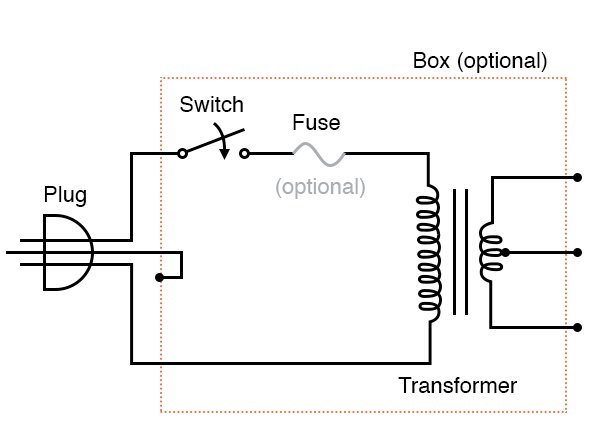 Box (optional)
Switch
Fuse
(optional)
Plug
Transformer